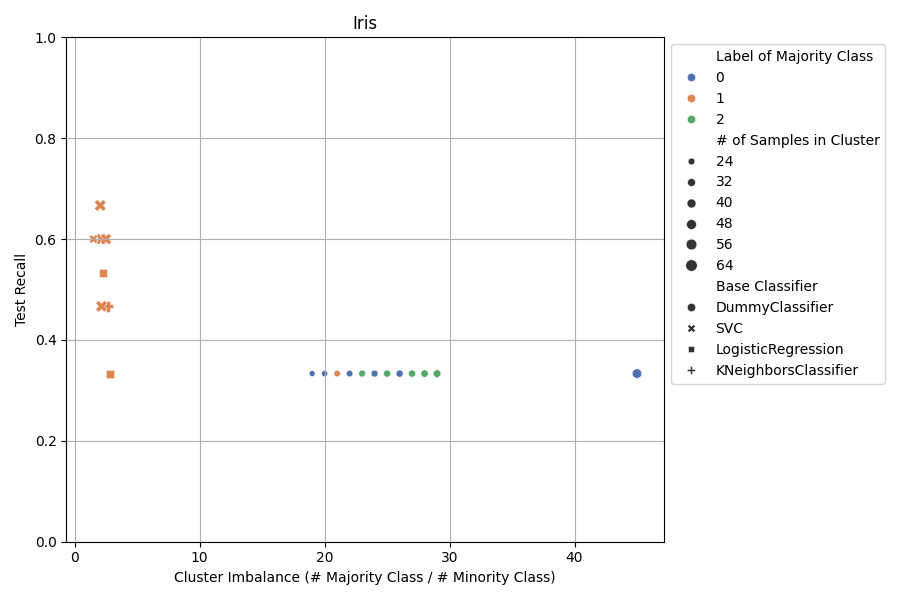 Iris
1.0
0.8
0.6
0.4
0.2
0.0
Test Recall
0
10
20
30
40
Cluster Imbalance (# Majority Class / # Minority Class)
Label of Majority Class
0
1
2
# of Samples in Cluster
24
32
40
48
56
64
Base Classifier
DummyClassifier
SVC
LogisticRegression
KNeighborsClassifier